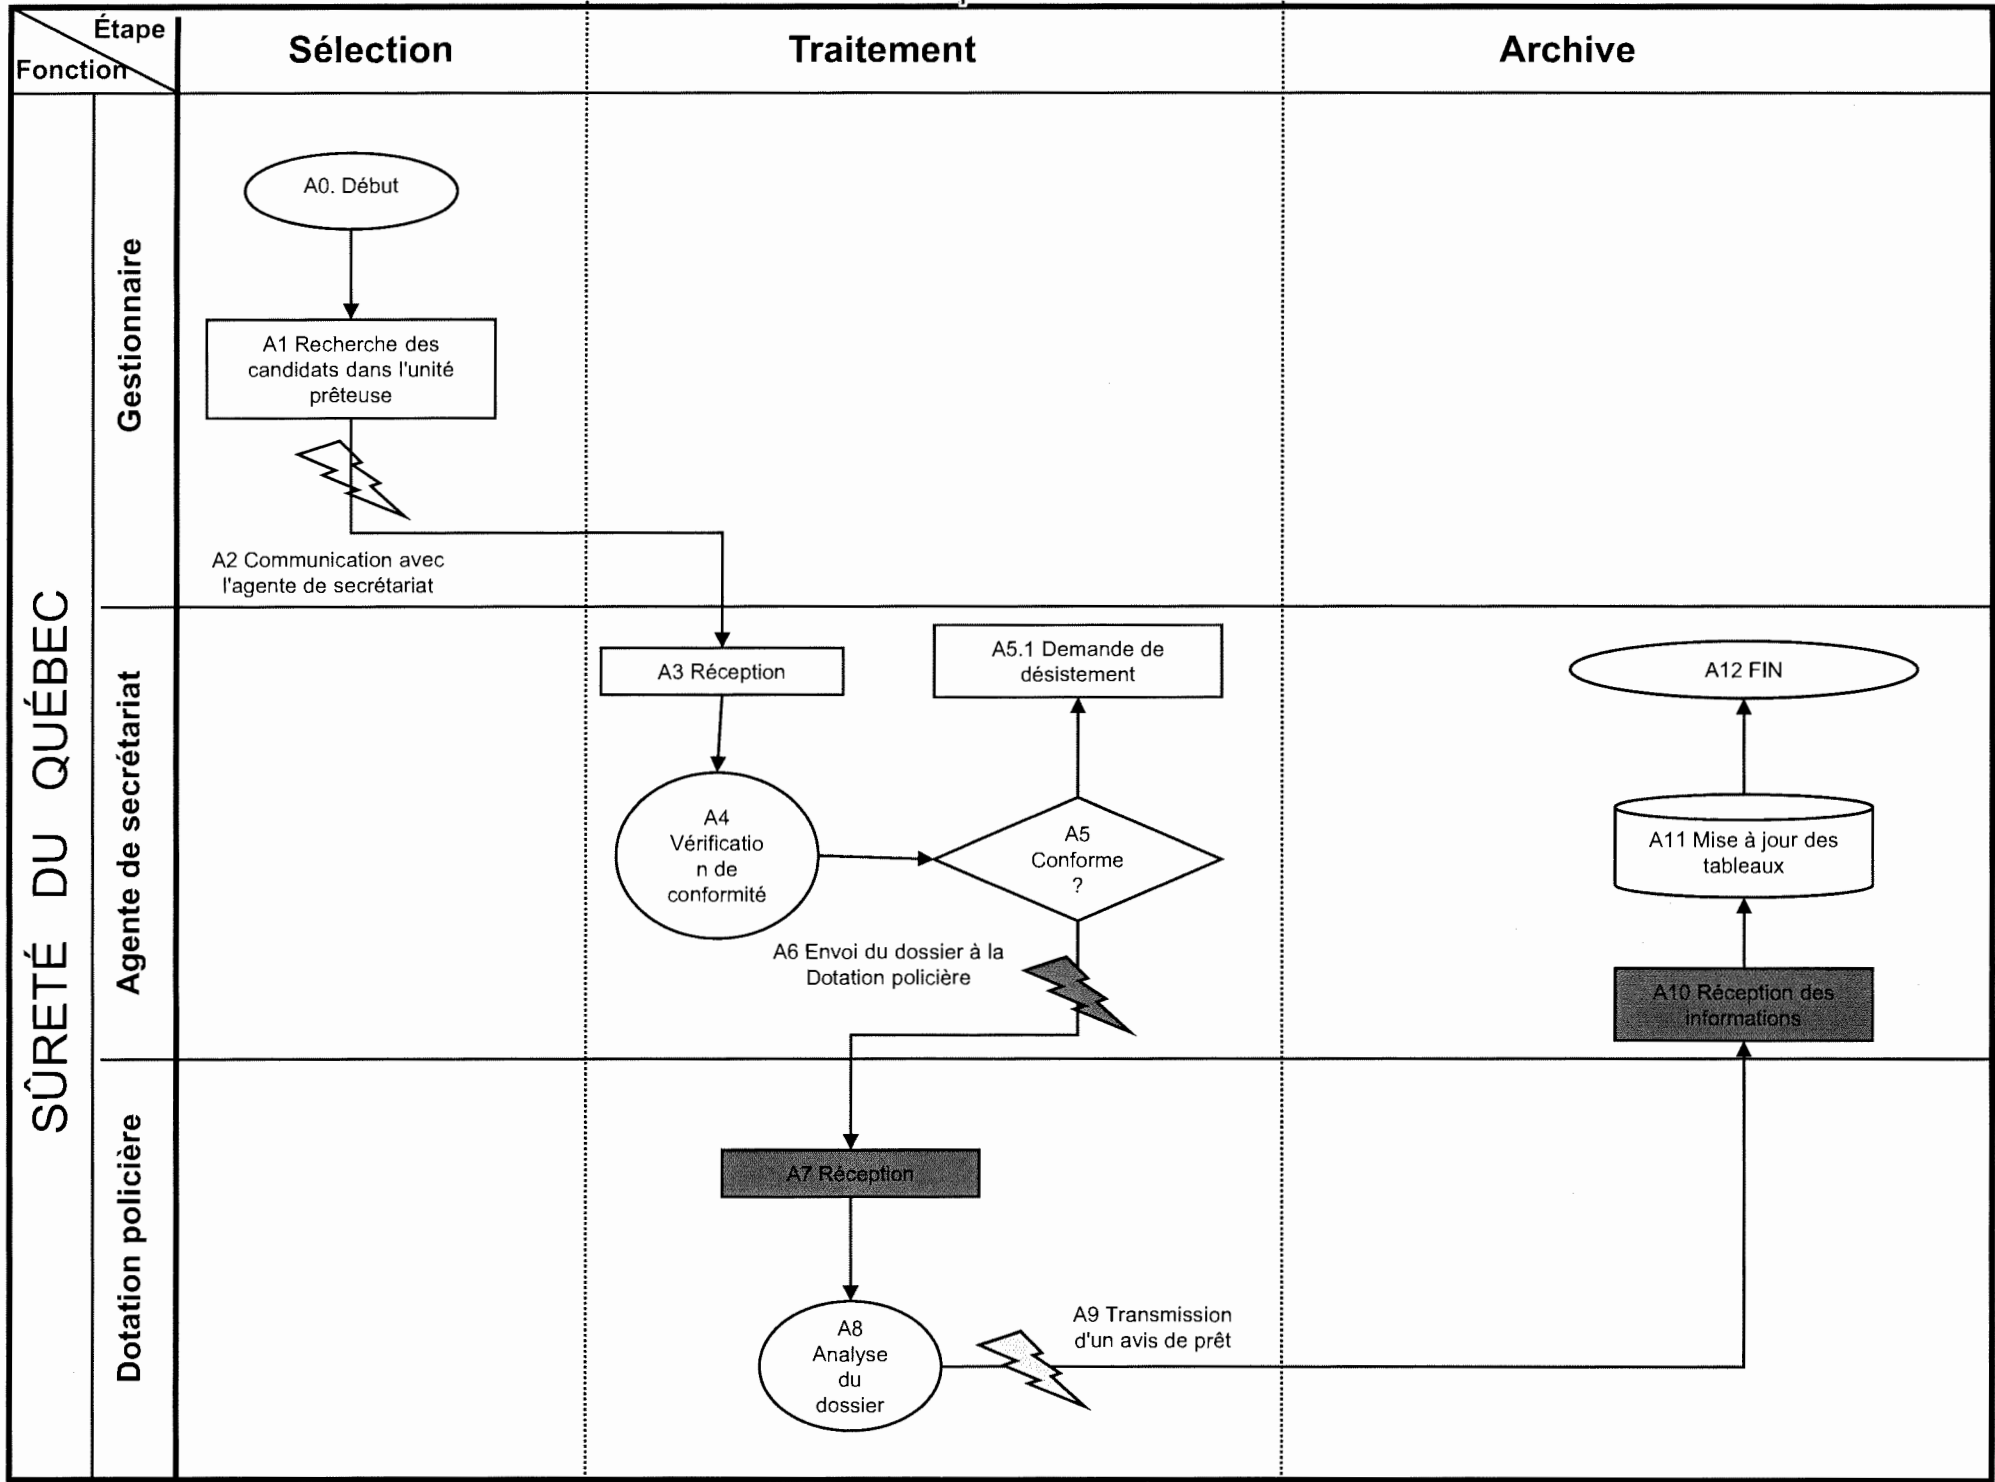 Étape
Fonction
Sélection
Traitement
Archive
SÛRETÉ DU QUÉBEC
Gestionnaire
A0. Début
A1 Recherche des
candidats dans l'unité
prêteuse
A2 Communication avec
l'agente de secrétariat
Agente de secrétariat
A3 Réception
A4
Vérificatio
n de
conformité
A5.1 Demande de
désistement
A5
Conforme
?
A6 Envoi du dossier à la
Dotation policière
A12 FIN
A11 Mise à jour des
tableaux
A10 Réception des
informations
Dotation policière
A7 Réception
A8
Analyse
du
dossier
A9 Transmission
d'un avis de prêt